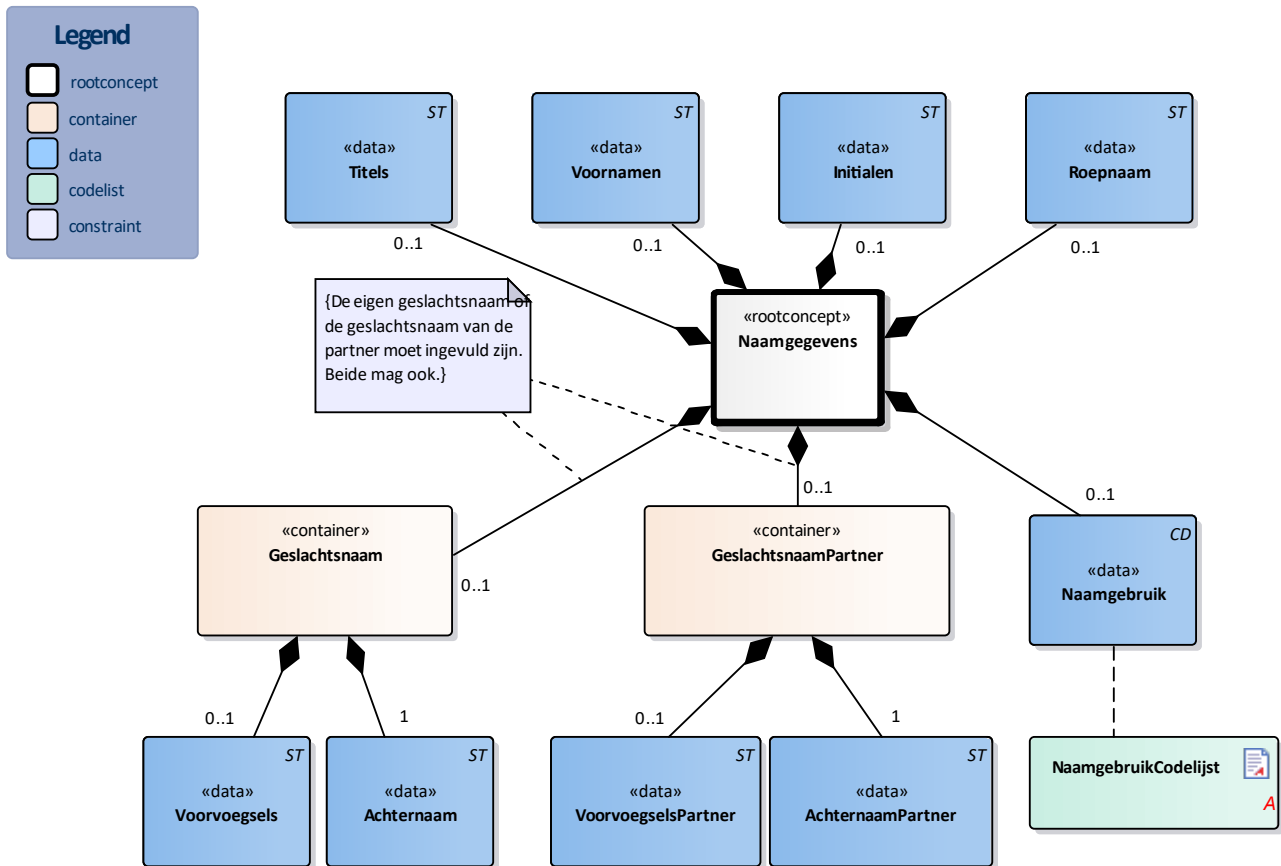 Legend
rootconcept
container
data
codelist
constraint
ST
«data»
Titels
ST
«data»
Voornamen
ST
«data»
Initialen
ST
«data»
Roepnaam
0..1
0..1
0..1
0..1
{De eigen geslachtsnaam of
de geslachtsnaam van de
partner moet ingevuld zijn.
Beide mag ook.}
«rootconcept»
Naamgegevens
0..1
0..1
0..1
«container»
Geslachtsnaam
«container»
GeslachtsnaamPartner
CD
«data»
Naamgebruik
0..1
1
0..1
1
ST
«data»
Voorvoegsels
ST
«data»
Achternaam
ST
«data»
VoorvoegselsPartner
ST
«data»
AchternaamPartner
NaamgebruikCodelijst
A